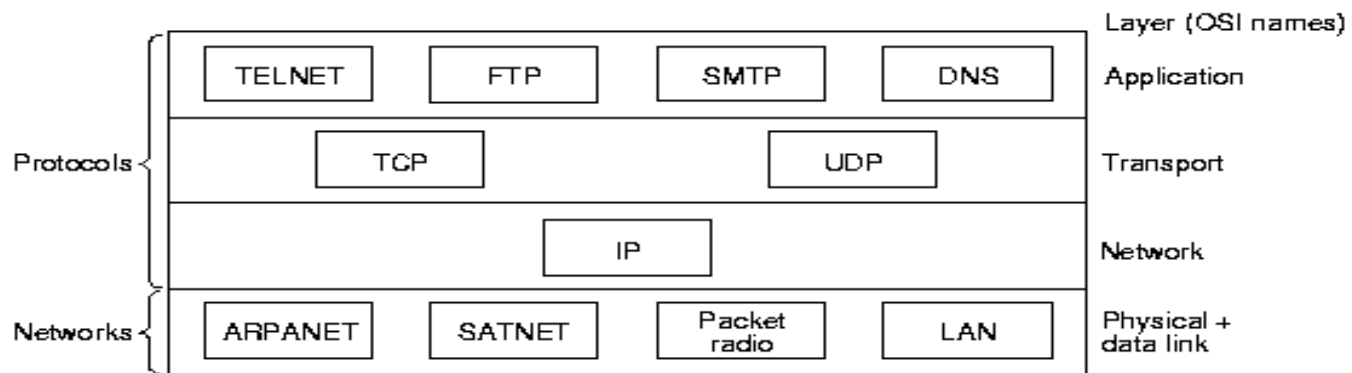 Layer (OSI names)
TELNET FTP SMTP DNS Application
Protocols TCP UDP Transport
IP Network
Networks ARPANET SATNET Packet radio LAN Physical + data link